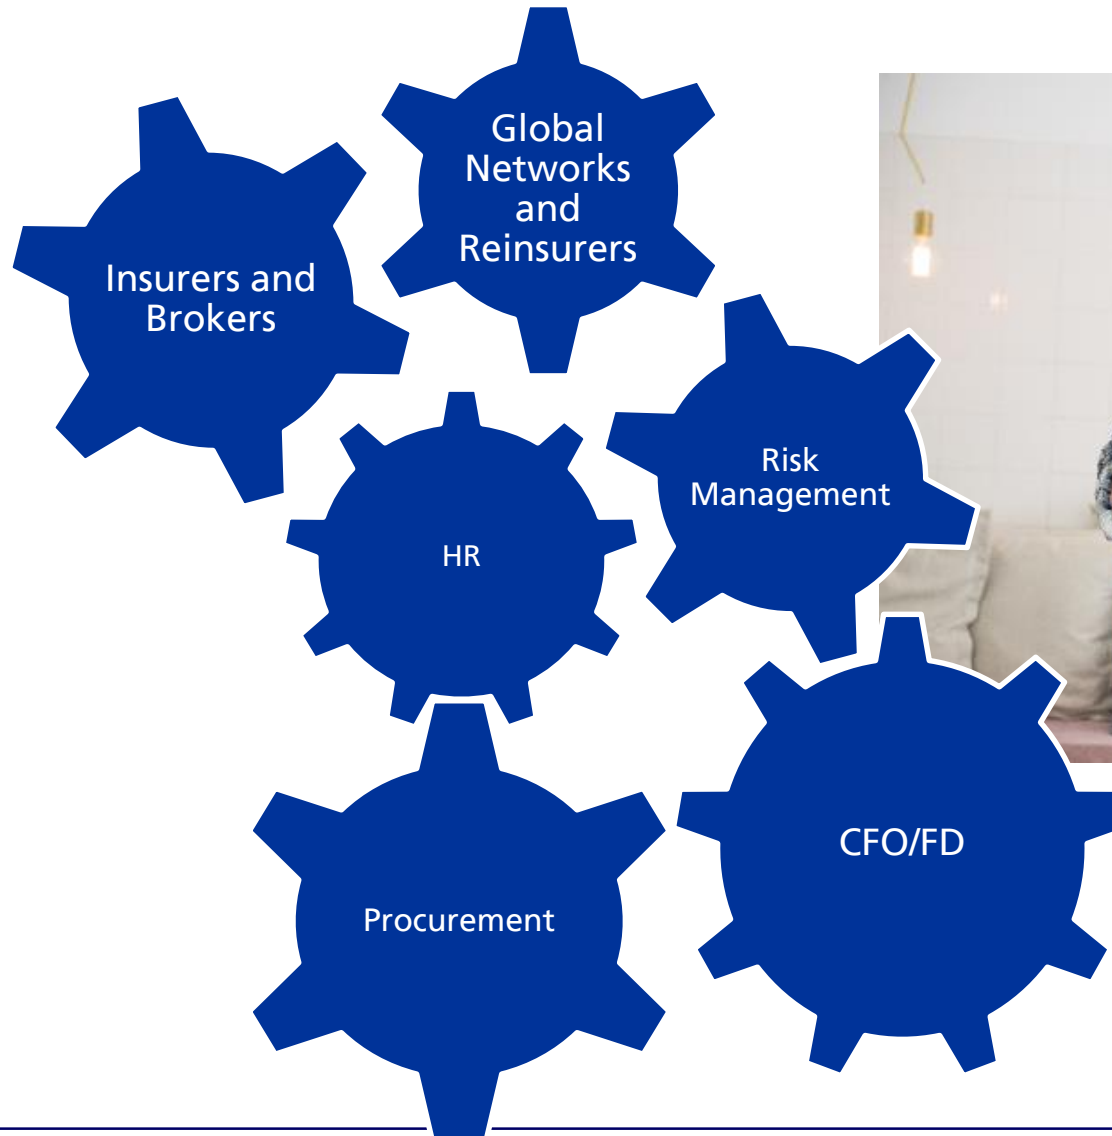 Global
Networks
and
Reinsurers
Insurers and
Brokers
Risk
Management
HR
CFO/FD
Procurement